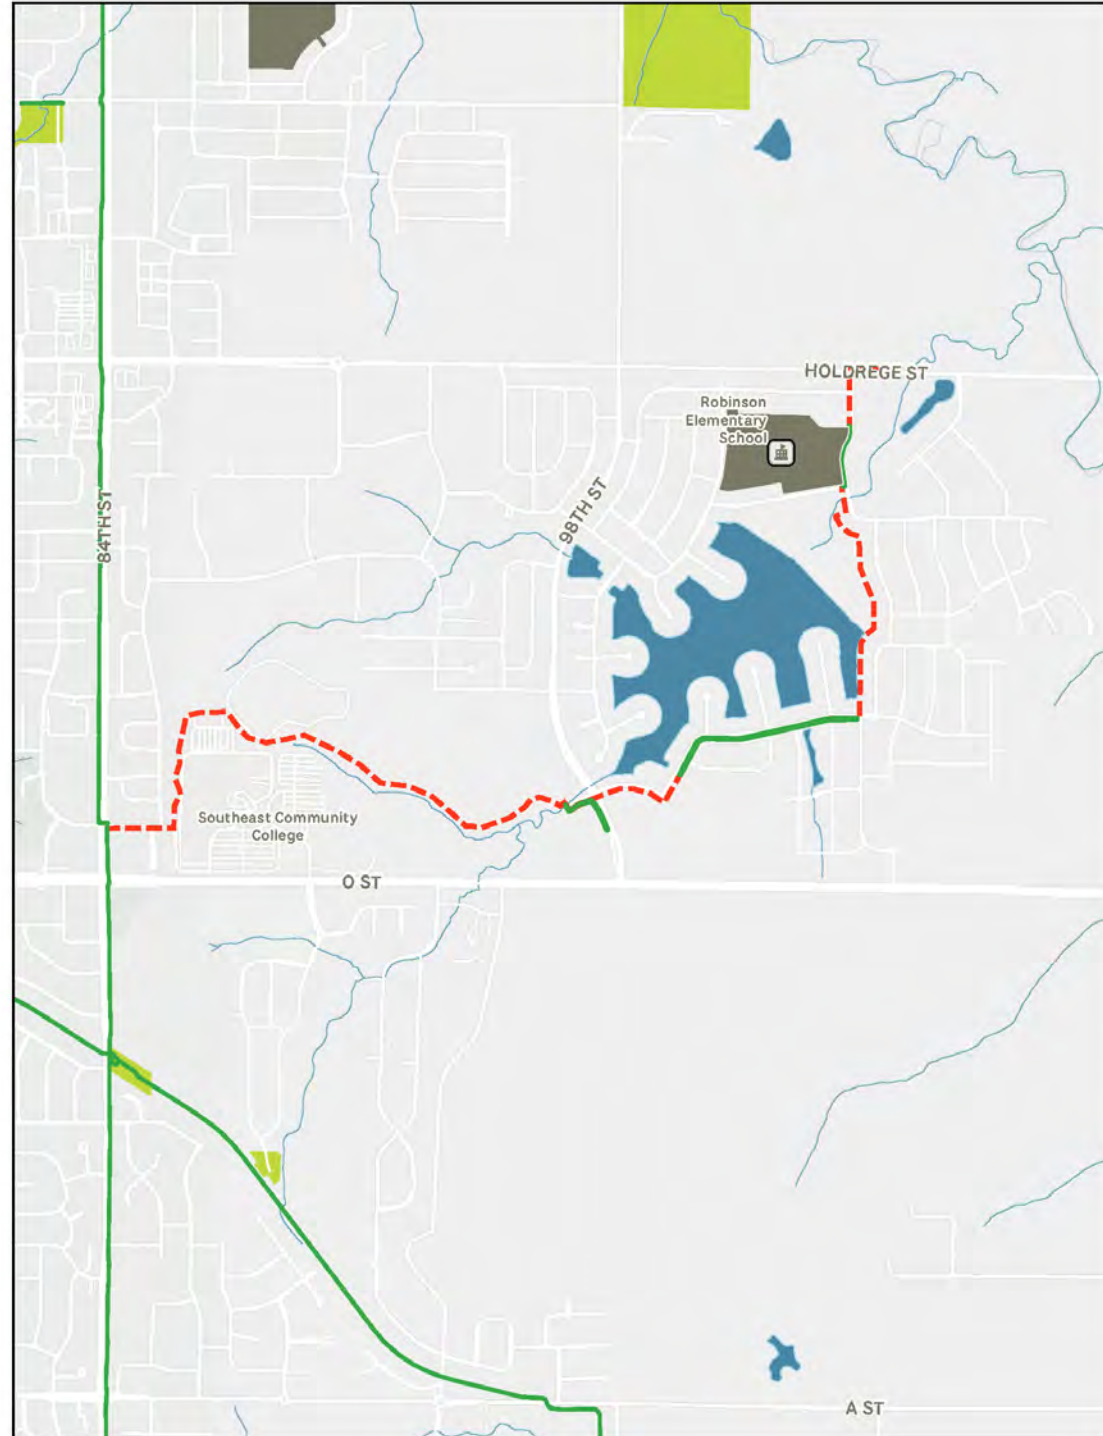 HOLDREGE ST
Robinson
Elementary
School
98TH ST
84TH ST
Southeast Community
College
O ST
A ST